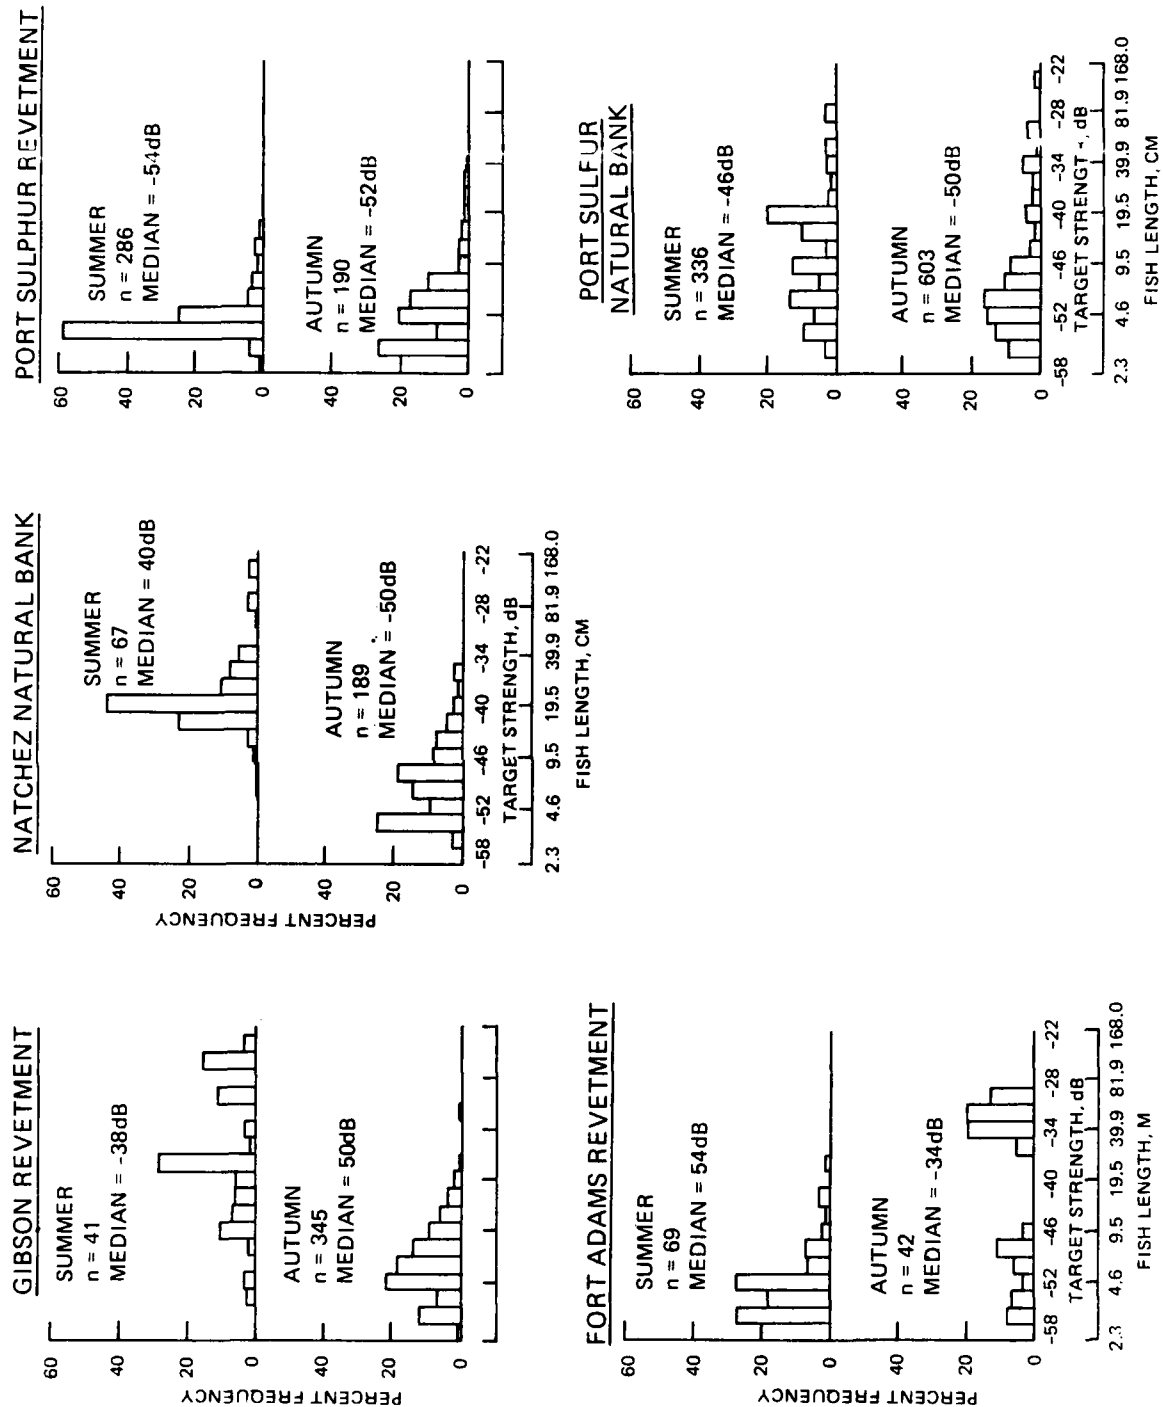 GIBSON REVETMENT
PERCENT FREQUENCY
60
40
20
0
SUMMER
n = 41
MEDIAN = -38dB
40
20
0
AUTUMN
n = 345
MEDIAN = 50dB
NATCHEZ NATURAL BANK
PERCENT FREQUENCY
60
40
20
0
SUMMER
n = 67
MEDIAN = 40dB
40
20
0
AUTUMN
n = 189
MEDIAN = -50dB
-58 -52 -46 -40 -34 -28 -22
TARGET STRENGTH, dB
2.3 4.6 9.5 19.5 39.9 81.9 168.0
FISH LENGTH, CM
PORT SULPHUR REVETMENT
60
40
20
0
SUMMER
n = 286
MEDIAN = -54dB
40
20
0
AUTUMN
n = 190
MEDIAN = -52dB
FORT ADAMS REVETMENT
PERCENT FREQUENCY
60
40
20
0
SUMMER
n = 69
MEDIAN = 54dB
40
20
0
AUTUMN
n = 42
MEDIAN = -34dB
-58 -52 -46 -40 -34 -28 -22
TARGET STRENGTH, dB
2.3 4.6 9.5 19.5 39.9 81.9 168.0
FISH LENGTH, M
PORT SULFUR
NATURAL BANK
60
40
20
0
SUMMER
n = 336
MEDIAN = -46dB
40
20
0
AUTUMN
n = 603
MEDIAN = -50dB
-58 -52 -46 -40 -34 -28 -22
TARGET dB
2.3 4.6 9.5 19.5 39.9 81.9 168.0
FISH LENGTH, CM